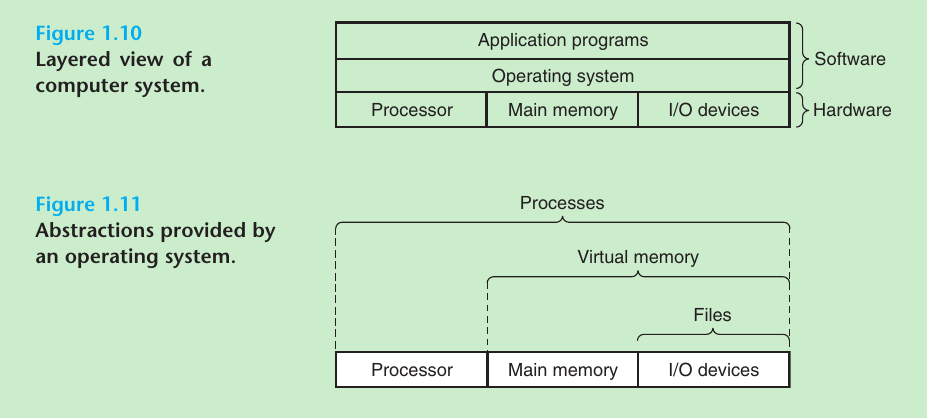 Figure 1.10
Layered view of a
computer system.
Application programs
Operating system
Processor
Main memory
I/O devices
Software
Hardware
Figure 1.11
Abstractions provided by
an operating system.
Processes
Virtual memory
Files
Processor
Main memory
I/O devices